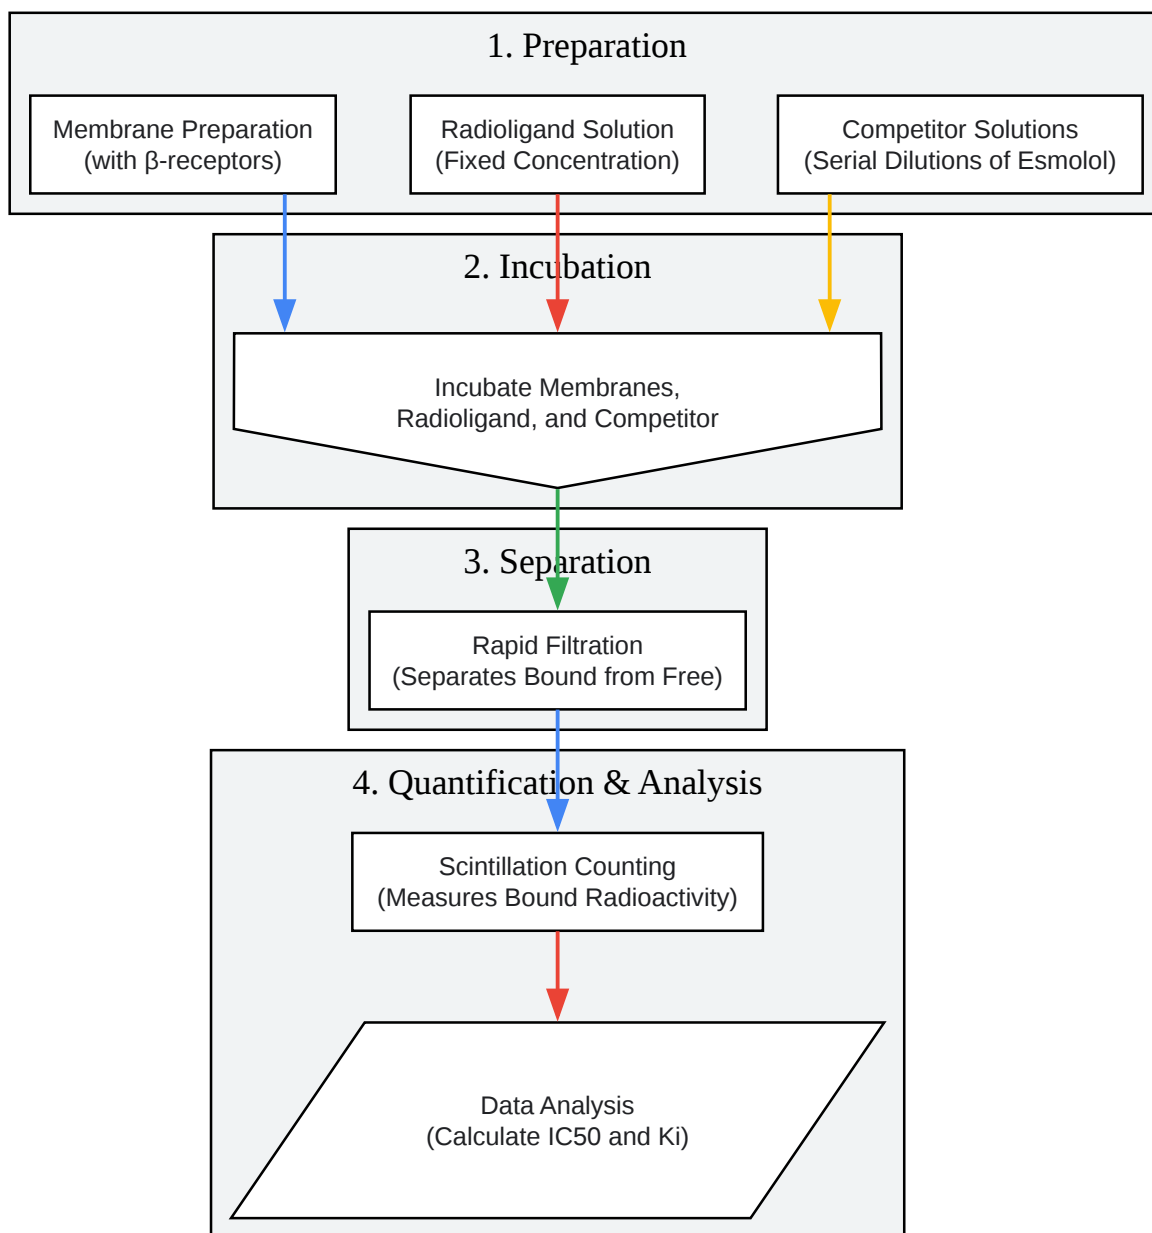 1. Preparation
Membrane Preparation
(with β-receptors)
Radioligand Solution
(Fixed Concentration)
Competitor Solutions
(Serial Dilutions of Esmolol)
2. Incubation
Incubate Membranes,
Radioligand, and Competitor
3. Separation
Rapid Filtration
(Separates Bound from Free)
4. Quantification & Analysis
Scintillation Counting
(Measures Bound Radioactivity)
Data Analysis
(Calculate IC50 and Ki)